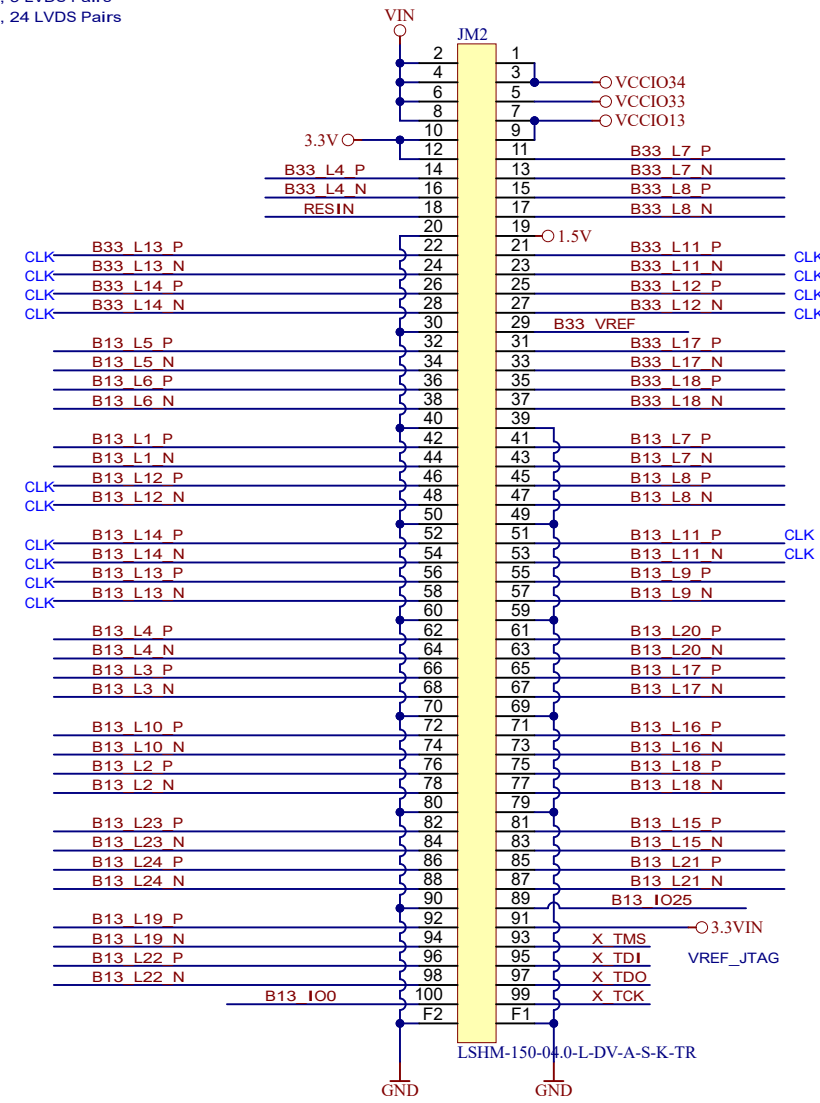 , 24 LVDS Pairs
VIN
JM2
2 1
4 3 VCCIO34
6 5 VCCIO33
8 7 VCCIO13
3.3V 10 9
12 11 B33_L7_P
B33_L4_P 14 13 B33_L7_N
B33_L4_N 16 15 B33_L8_P
RESIN 18 17 B33_L8_N
20 19 1.5V
CLK B33_L13_P 22 21 B33_L11_P CLK
CLK B33_L13_N 24 23 B33_L11_N CLK
CLK B33_L14_P 26 25 B33_L12_P CLK
CLK B33_L14_N 28 27 B33_L12_N CLK
30 29 B33_VREF
B13_L5_P 32 31 B33_L17_P
B13_L5_N 34 33 B33_L17_N
B13_L6_P 36 35 B33_L18_P
B13_L6_N 38 37 B33_L18_N
40 39
B13_L1_P 42 41 B13_L7_P
B13_L1_N 44 43 B13_L7_N
CLK B13_L12_P 46 45 B13_L8_P
CLK B13_L12_N 48 47 B13_L8_N
50 49
CLK B13_L14_P 52 51 B13_L11_P CLK
CLK B13_L14_N 54 53 B13_L11_N CLK
CLK B13_L13_P 56 55 B13_L9_P
CLK B13_L13_N 58 57 B13_L9_N
60 59
B13_L4_P 62 61 B13_L20_P
B13_L4_N 64 63 B13_L20_N
B13_L3_P 66 65 B13_L17_P
B13_L3_N 68 67 B13_L17_N
70 69
B13_L10_P 72 71 B13_L16_P
B13_L10_N 74 73 B13_L16_N
B13_L2_P 76 75 B13_L18_P
B13_L2_N 78 77 B13_L18_N
80 79
B13_L23_P 82 81 B13_L15_P
B13_L23_N 84 83 B13_L15_N
B13_L24_P 86 85 B13_L21_P
B13_L24_N 88 87 B13_L21_N
90 89 B13_IO25
B13_L19_P 92 91 3.3VIN
B13_L19_N 94 93 X_TMS
B13_L22_P 96 95 X_TDI VREF_JTAG
B13_L22_N 98 97 X_TDO
B13_IO0 100 99 X_TCK
F2 F1
LSHM-150-04.0-L-DV-A-S-K-TR
GND GND